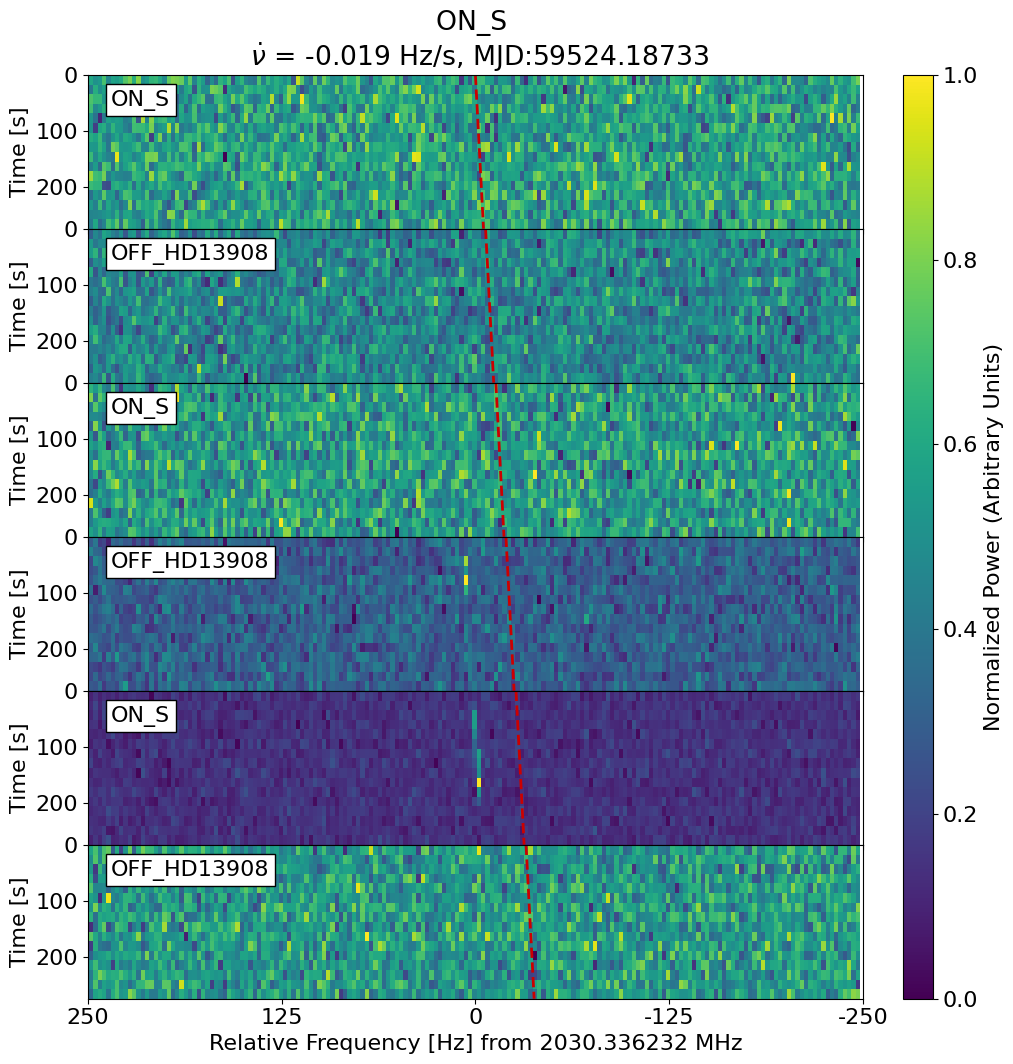 ON_S
ν̇ = -0.019 Hz/s, MJD:59524.18733
0
ON_S
100
200
Time [s]
0
OFF_HD13908
100
200
Time [s]
0
ON_S
100
200
Time [s]
0
OFF_HD13908
100
200
Time [s]
0
ON_S
100
200
Time [s]
0
OFF_HD13908
100
200
Time [s]
250 125 0 -125 -250
Relative Frequency [Hz] from 2030.336232 MHz
1.0
0.8
0.6
0.4
0.2
0.0
Normalized Power (Arbitrary Units)